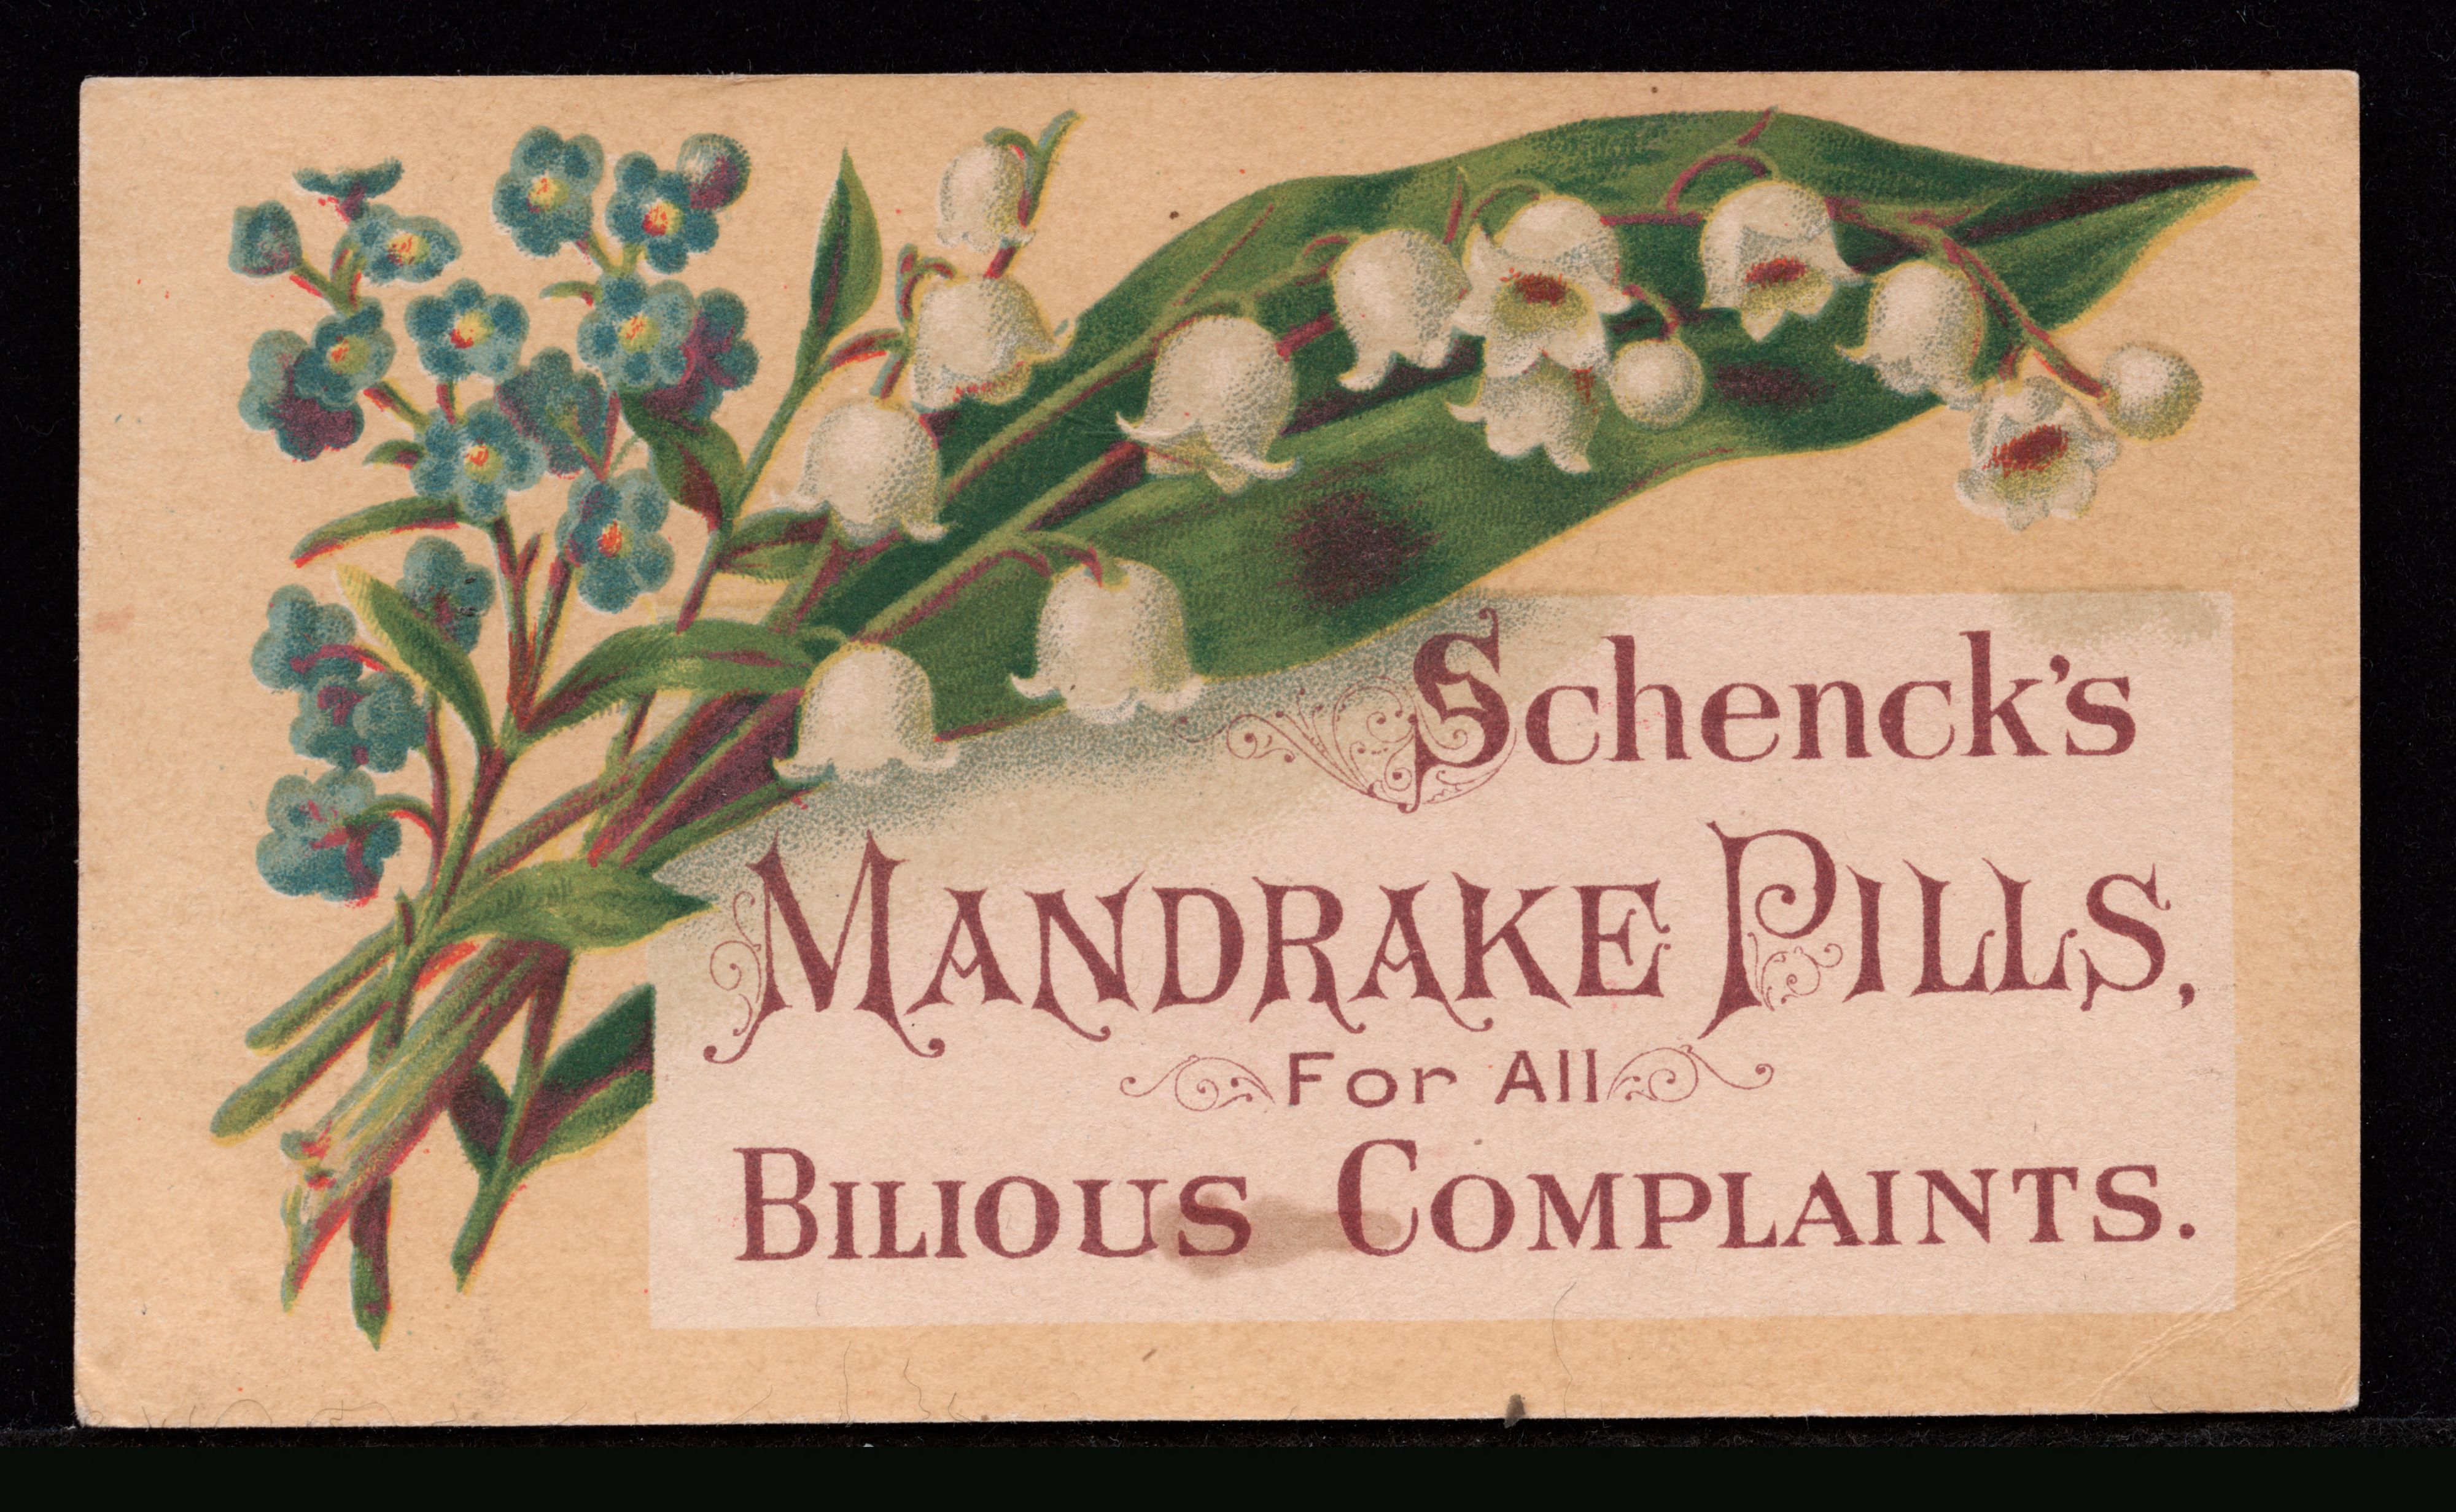 Schenck's
Mandrake Pills,
For All
Bilious Complaints.